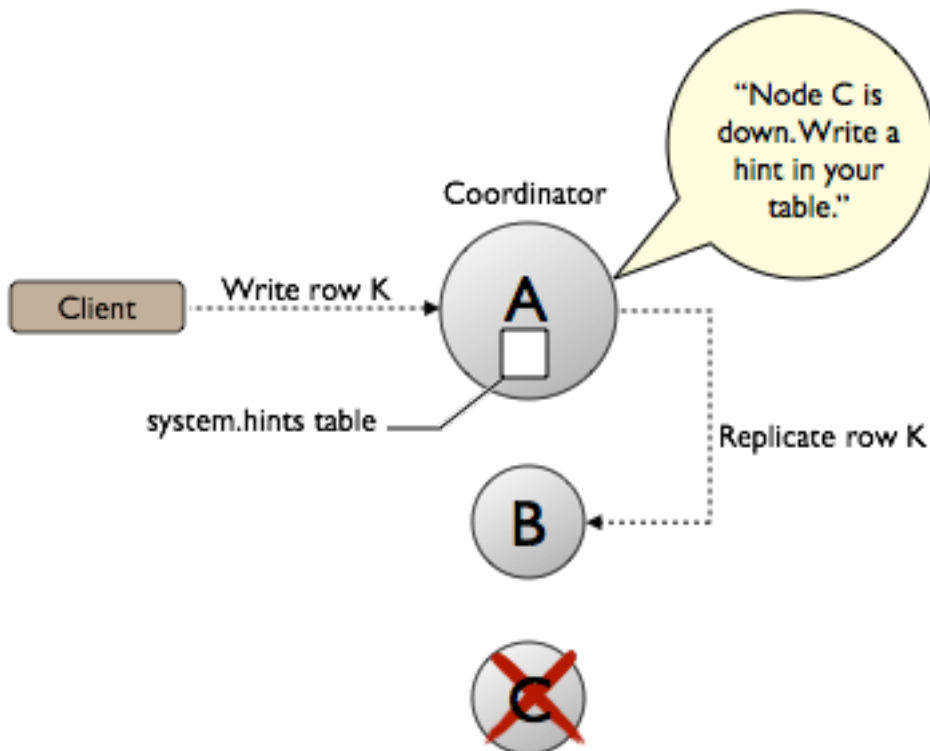 “Node C is
down. Write a
hint in your
table.”
Coordinator
Client
Write row K
A
system.hints table
Replicate row K
B
C